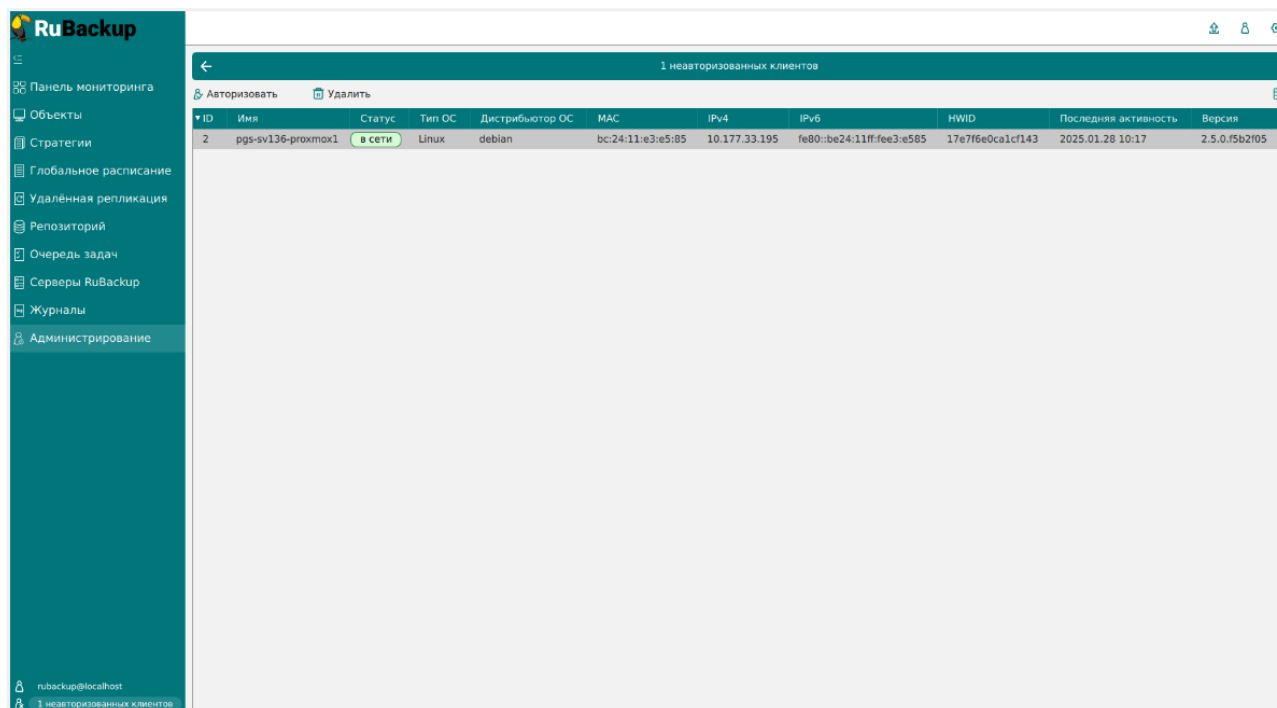 RuBackup
Панель мониторинга
Объекты
Стратегии
Глобальное расписание
Удалённая репликация
Репозиторий
Очередь задач
Серверы RuBackup
Журналы
Администрирование
rubackup@localhost
1 неавторизованных клиентов
1 неавторизованных клиентов
Авторизовать Удалить
ID Имя Статус Тип ОС Дистрибьютор ОС MAC IPv4 IPv6 HWID Последняя активность Версия
2 pgs-sv136-proxmox1 в сети Linux debian bc:24:11:e3:e5:85 10.177.33.195 fe80::be24:11ff:fee3:e585 17e7f6e0ca1cf143 2025.01.28 10:17 2.5.0.f5b2f05